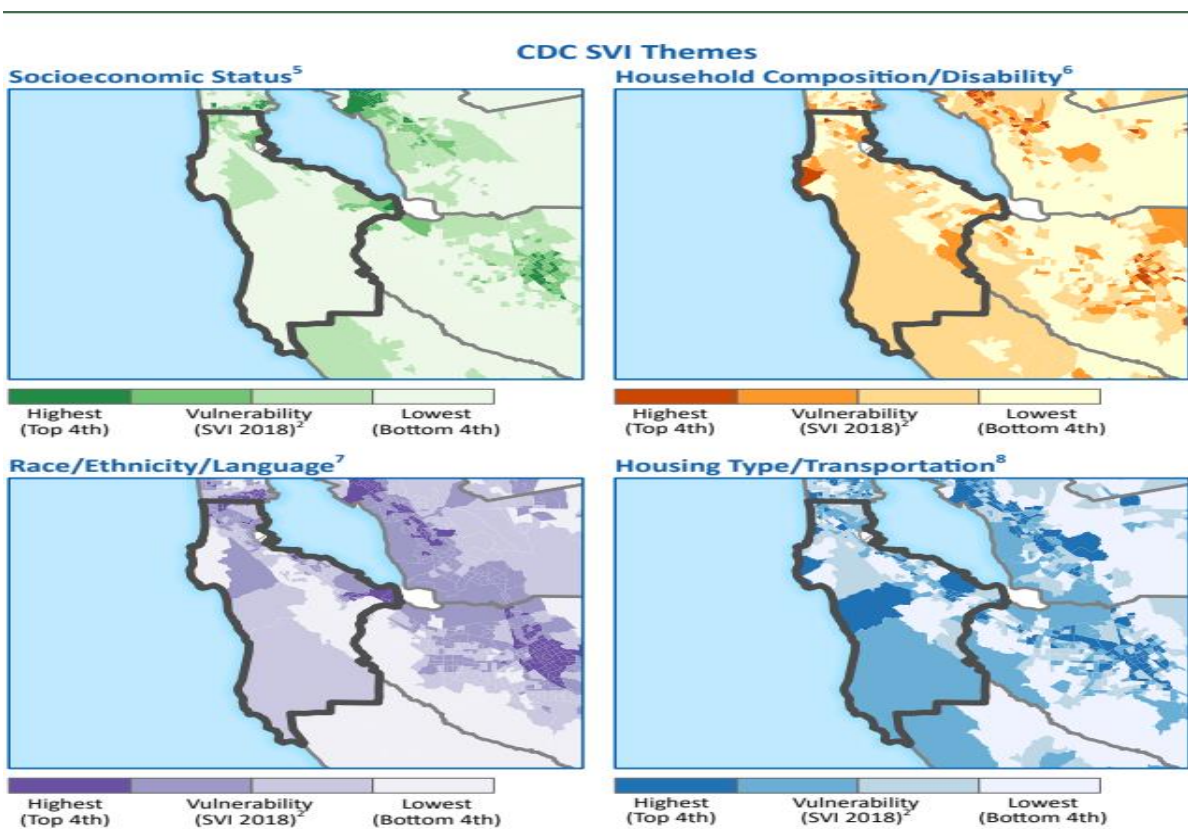 CDC SVI Themes
Socioeconomic Status⁵
Household Composition/Disability⁶
Highest (Top 4th)
Vulnerability (SVI 2018)²
Lowest (Bottom 4th)
Highest (Top 4th)
Vulnerability (SVI 2018)²
Lowest (Bottom 4th)
Race/Ethnicity/Language⁷
Housing Type/Transportation⁸
Highest (Top 4th)
Vulnerability (SVI 2018)²
Lowest (Bottom 4th)
Highest (Top 4th)
Vulnerability (SVI 2018)²
Lowest (Bottom 4th)